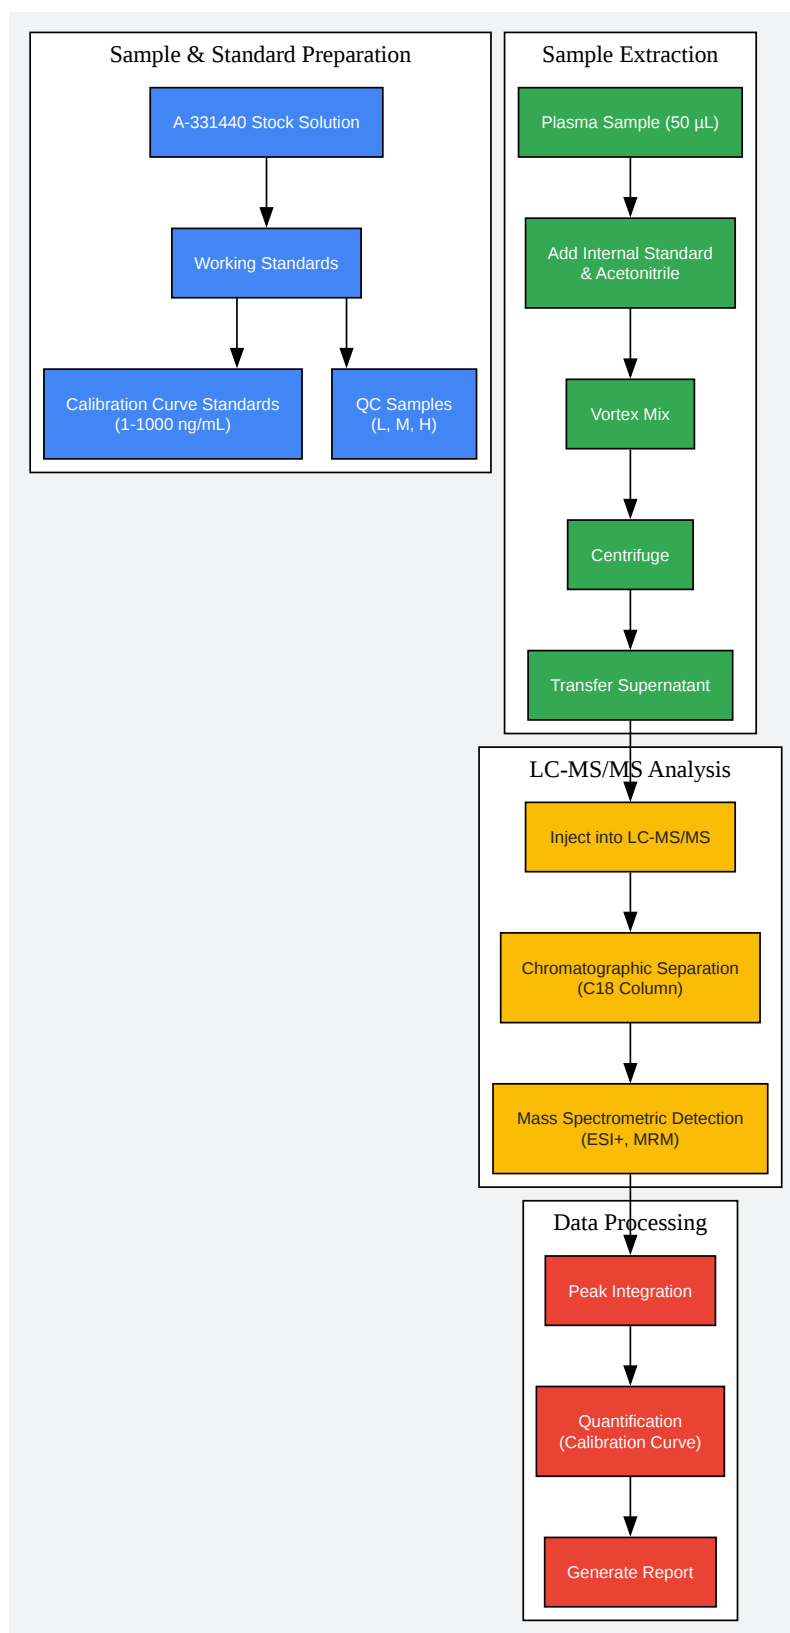 Sample & Standard Preparation
A-331440 Stock Solution
Working Standards
Calibration Curve Standards
(1-1000 ng/mL)
QC Samples
(L, M, H)
Sample Extraction
Plasma Sample (50 µL)
Add Internal Standard
& Acetonitrile
Vortex Mix
Centrifuge
Transfer Supernatant
LC-MS/MS Analysis
Inject into LC-MS/MS
Chromatographic Separation
(C18 Column)
Mass Spectrometric Detection
(ESI+, MRM)
Data Processing
Peak Integration
Quantification
(Calibration Curve)
Generate Report